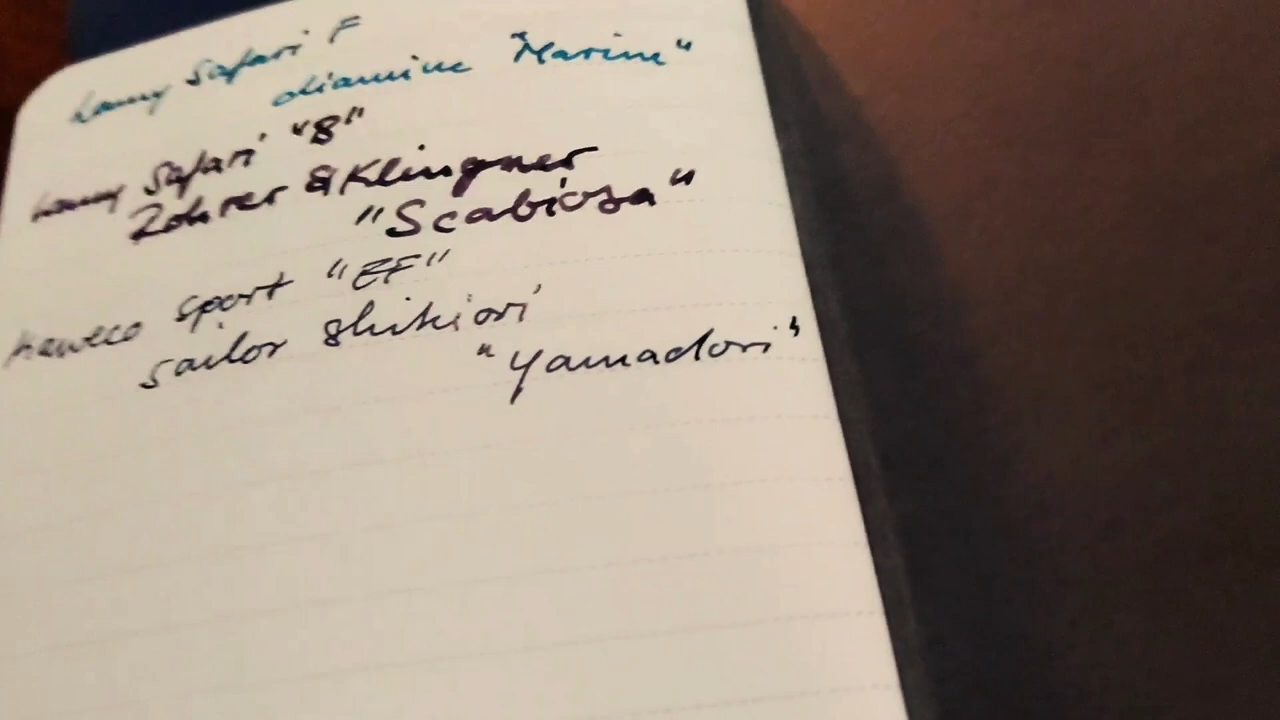 Lamy Safari F
diamine "Marine"
Lamy Safari "B"
Rohrer & Klingner
"Scabiosa"
Kaweco Sport "EF"
Sailor Shikiori
"Yamadori"